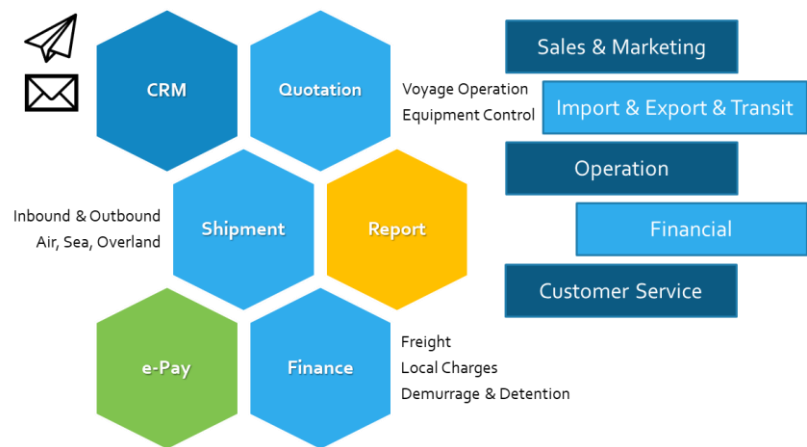 CRM
Quotation
Voyage Operation
Equipment Control
Inbound & Outbound
Air, Sea, Overland
Shipment
Report
e-Pay
Finance
Freight
Local Charges
Demurrage & Detention
Sales & Marketing
Import & Export & Transit
Operation
Financial
Customer Service